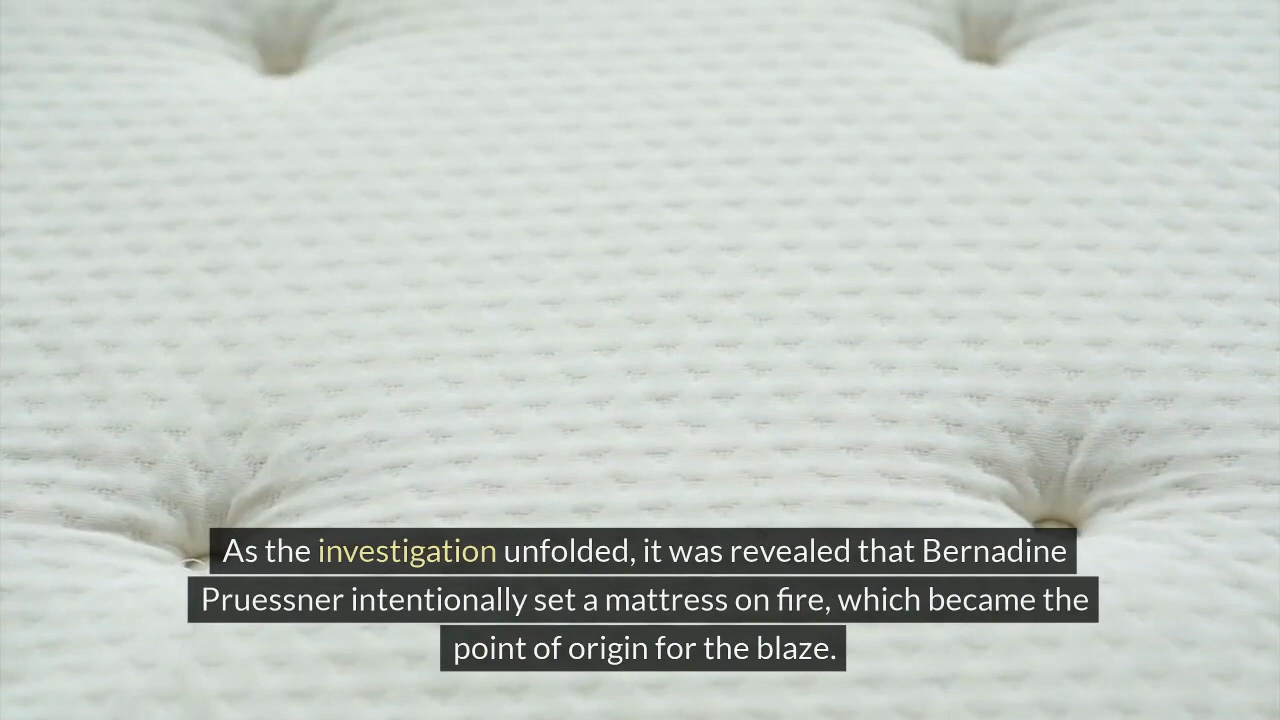 As the investigation unfolded, it was revealed that Bernadine
Pruessner intentionally set a mattress on fire, which became the
point of origin for the blaze.